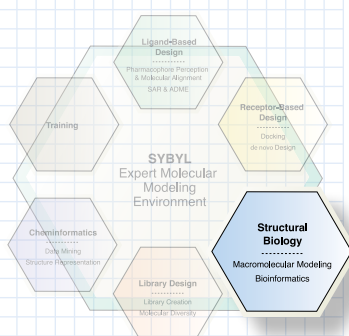 Ligand-Based
Design
Pharmacophore Perception
& Molecular Alignment
SAR & ADME
Receptor-Based
Design
Docking
de novo Design
Training
SYBYL
Expert Molecular
Modeling
Environment
Structural
Biology
Macromolecular Modeling
Bioinformatics
Cheminformatics
Data Mining
Structure Representation
Library Design
Library Creation
Molecular Diversity